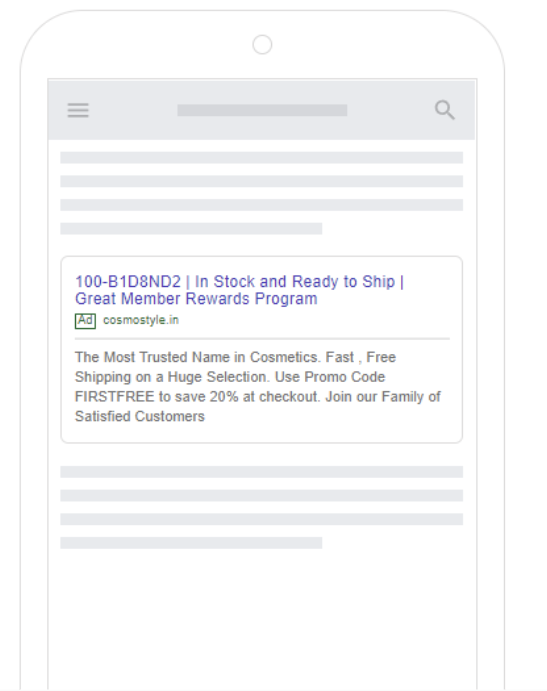 100-B1D8ND2 | In Stock and Ready to Ship |
Great Member Rewards Program
Ad cosmostyle.in
The Most Trusted Name in Cosmetics. Fast , Free
Shipping on a Huge Selection. Use Promo Code
FIRSTFREE to save 20% at checkout. Join our Family of
Satisfied Customers